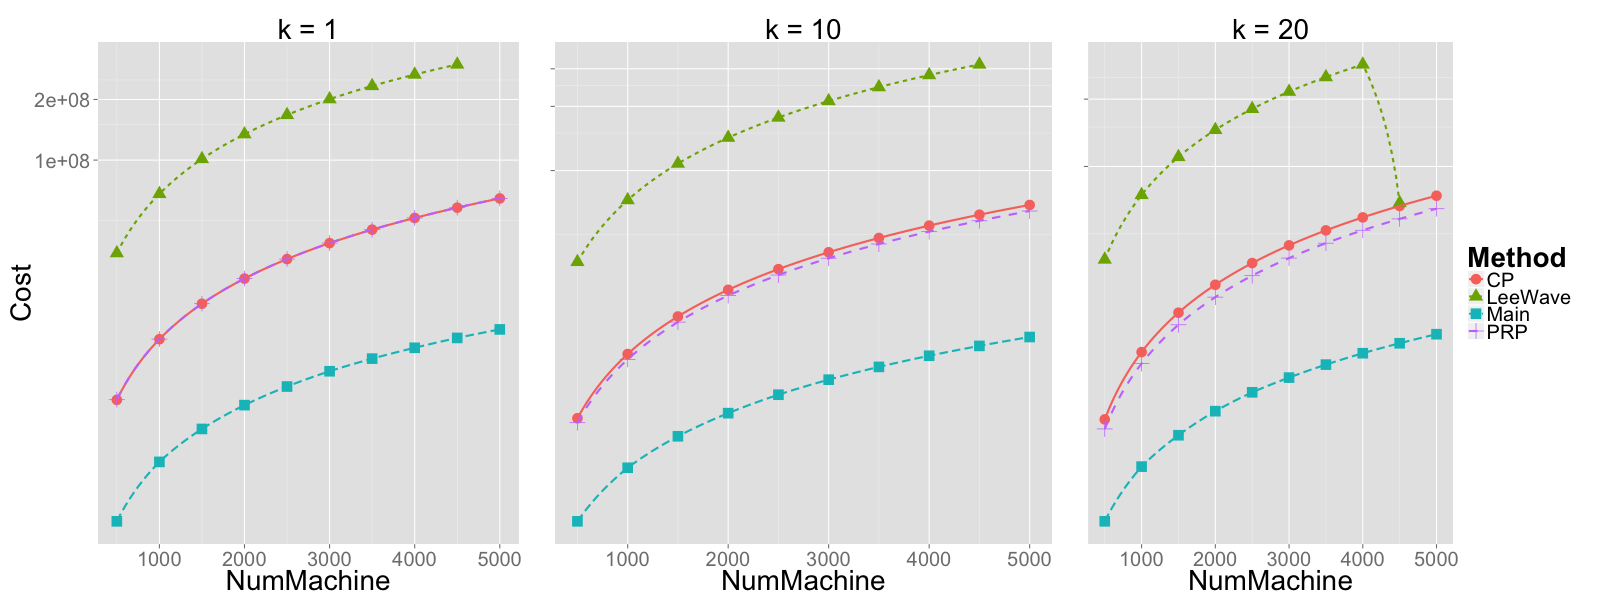 k = 1
k = 10
k = 20
2e+08
1e+08
Cost
1000 2000 3000 4000 5000
1000 2000 3000 4000 5000
1000 2000 3000 4000 5000
NumMachine
NumMachine
NumMachine
Method
CP
LeeWave
Main
PRP